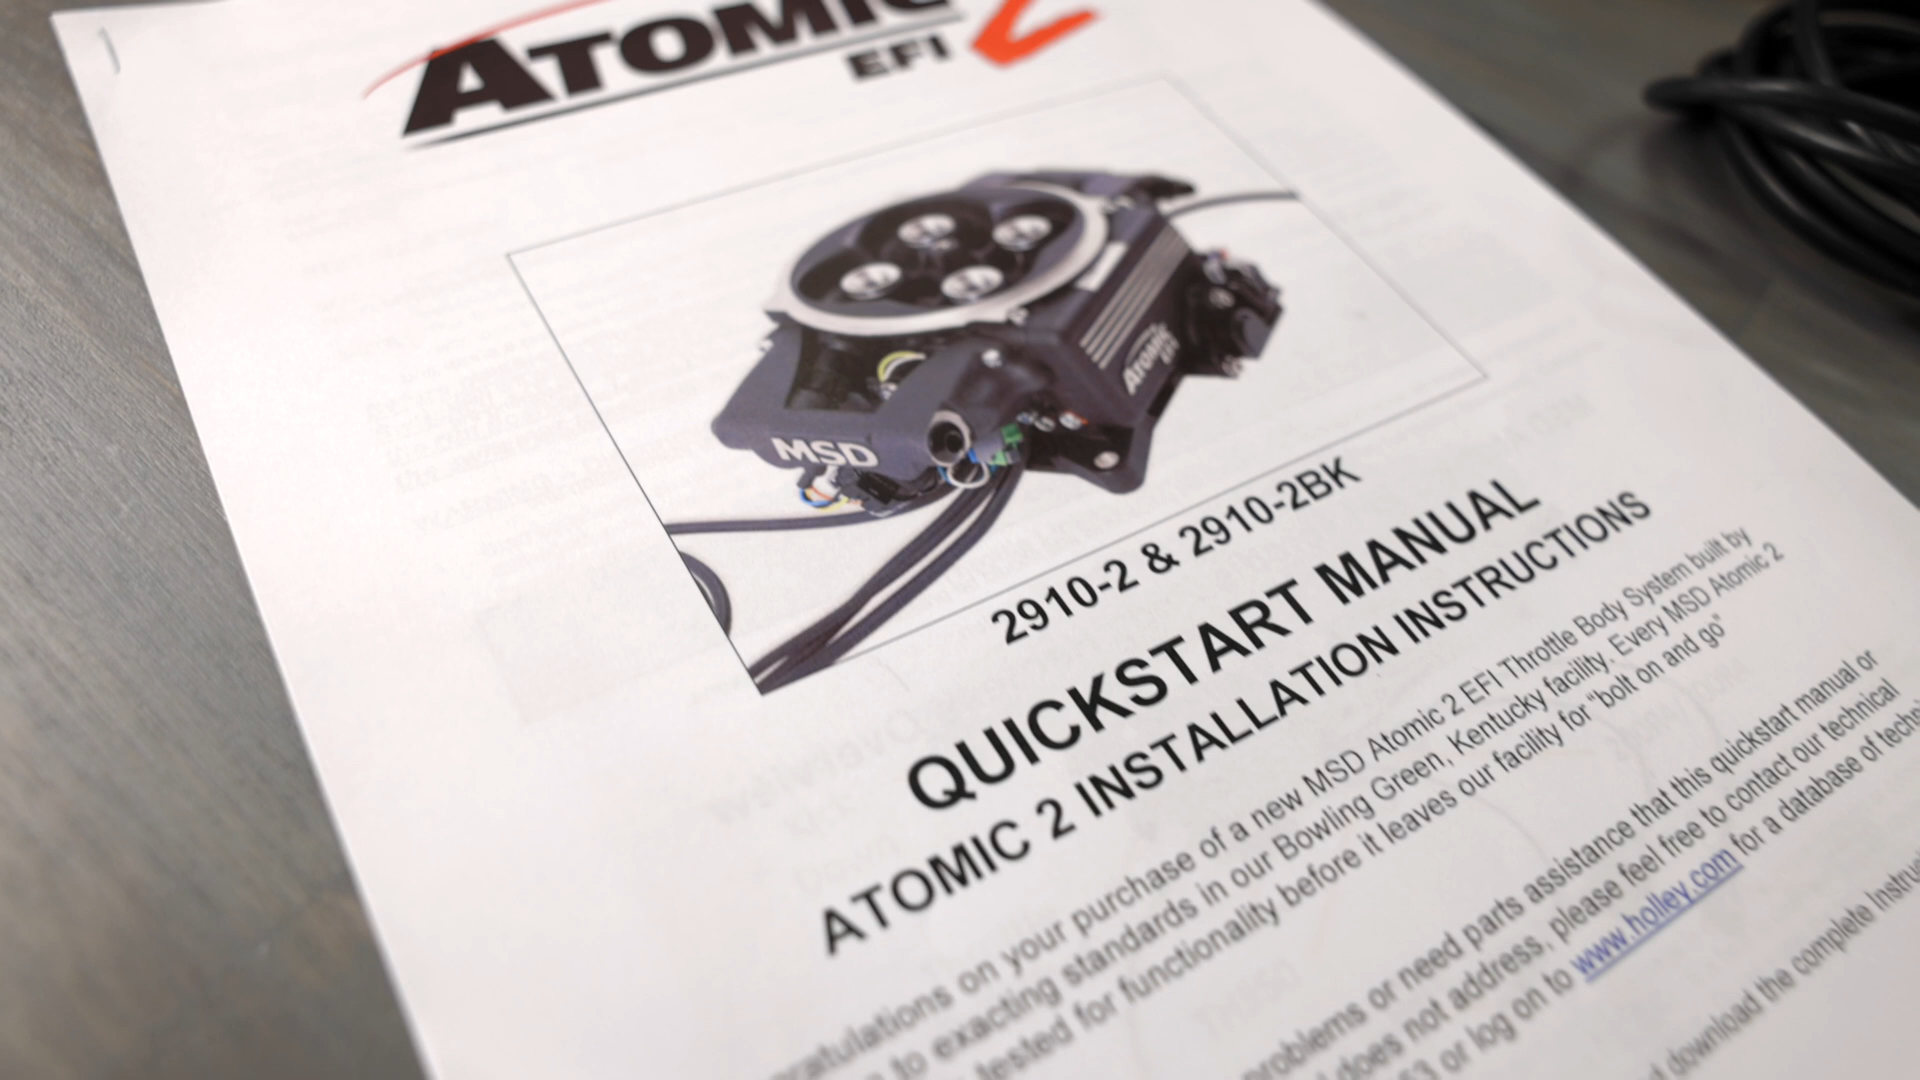 ATOMIC 2
EFI
ATOMIC
EFI
MSD
2910-2 & 2910-2BK
QUICKSTART MANUAL
ATOMIC 2 INSTALLATION INSTRUCTIONS
on your purchase of a new MSD Atomic 2 EFI Throttle Body System built by
to exacting standards in our Bowling Green, Kentucky facility. Every MSD Atomic 2
tested for functionality before it leaves our facility for "bolt on and go"
problems or need parts assistance that this quickstart manual or
does not address, please feel free to contact our technical
or log on to www.holley.com for a database of
download the complete